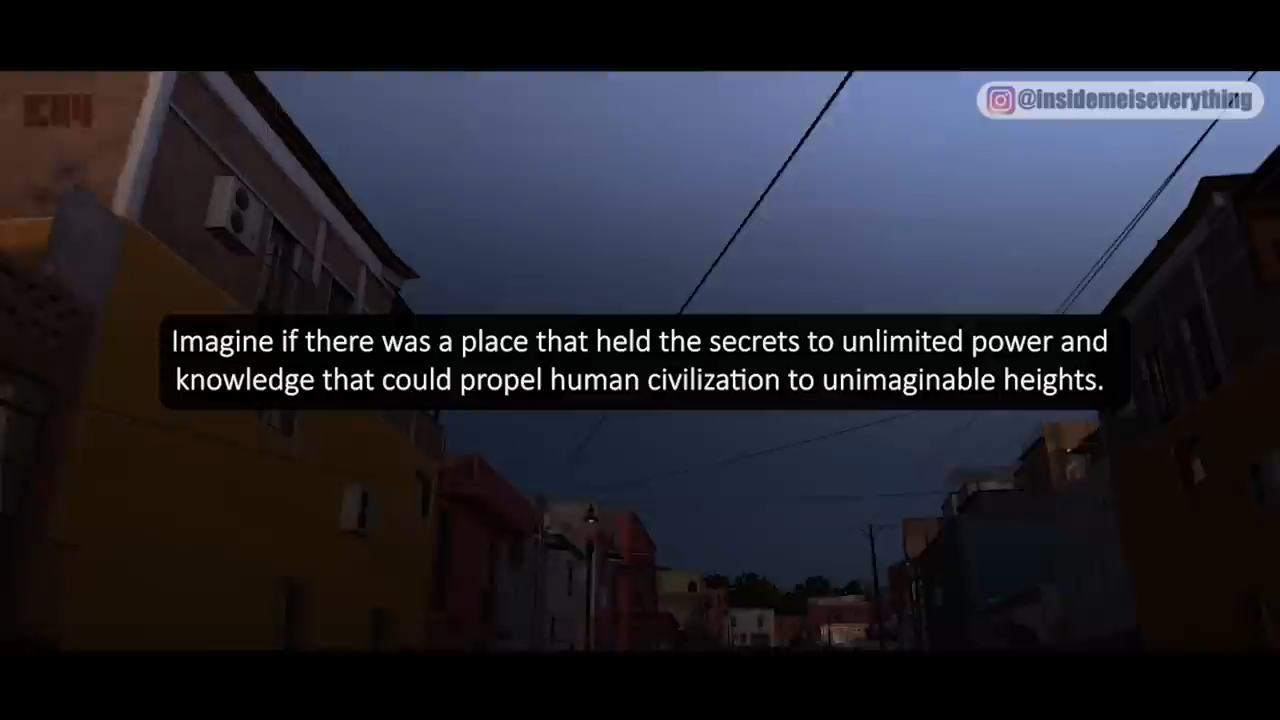 @insidemeiseverything
Imagine if there was a place that held the secrets to unlimited power and
knowledge that could propel human civilization to unimaginable heights.